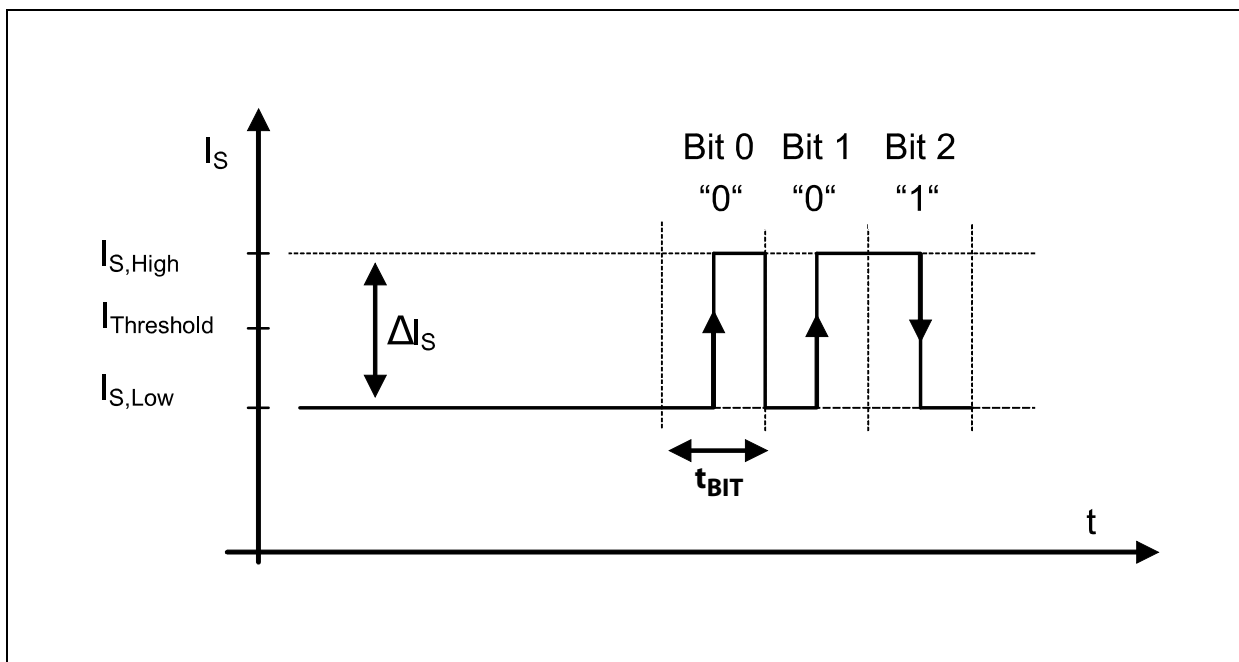 I_S
Bit 0 Bit 1 Bit 2
“0“ “0“ “1“
I_S,High
I_Threshold
ΔI_S
I_S,Low
t_BIT
t